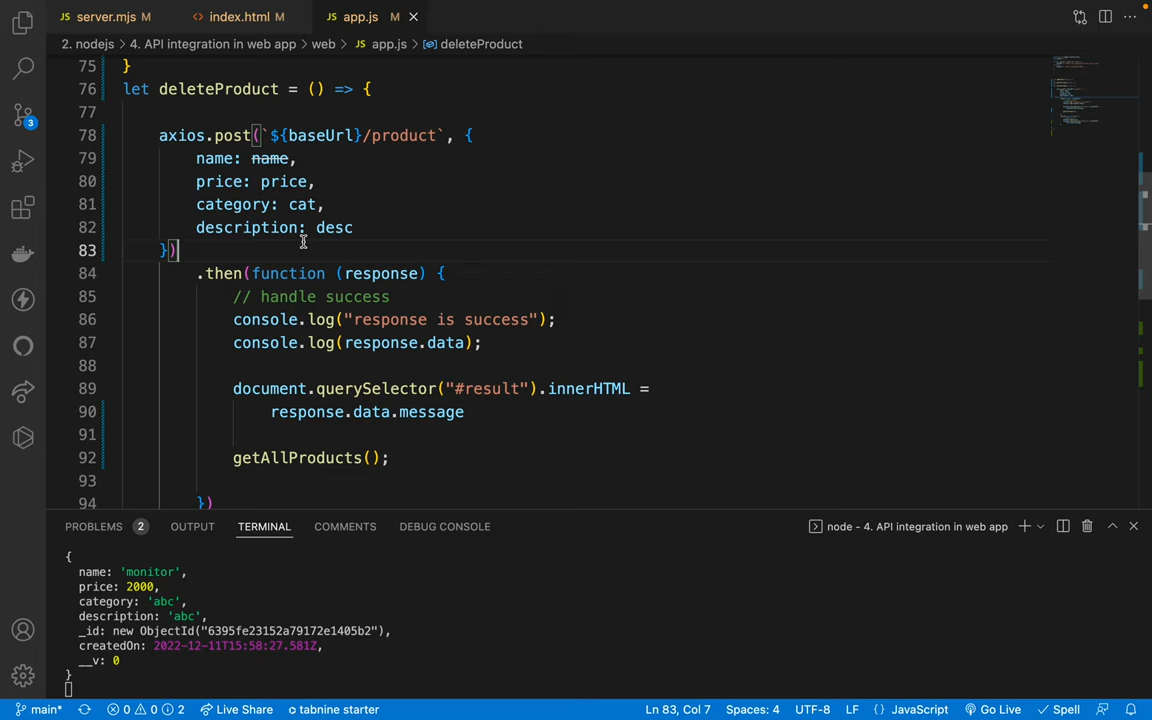 JS server.mjs M
<> index.html M
JS app.js M
2. nodejs > 4. API integration in web app > web > JS app.js > deleteProduct
75 }
76 let deleteProduct = () => {
77
78 axios.post(`${baseUrl}/product`, {
79 name: name,
80 price: price,
81 category: cat,
82 description: desc
83 })
84 .then(function (response) {
85 // handle success
86 console.log("response is success");
87 console.log(response.data);
88
89 document.querySelector("#result").innerHTML =
90 response.data.message
91
92 getAllProducts();
93
94 })
3
PROBLEMS 2 OUTPUT TERMINAL COMMENTS DEBUG CONSOLE
node - 4. API integration in web app
{
name: 'monitor',
price: 2000,
category: 'abc',
description: 'abc',
_id: new ObjectId("6395fe23152a79172e1405b2"),
createdOn: 2022-12-11T15:58:27.581Z,
__v: 0
}
main* 0 0 2 Live Share tabnine starter Ln 83, Col 7 Spaces: 4 UTF-8 LF {} JavaScript Go Live Spell